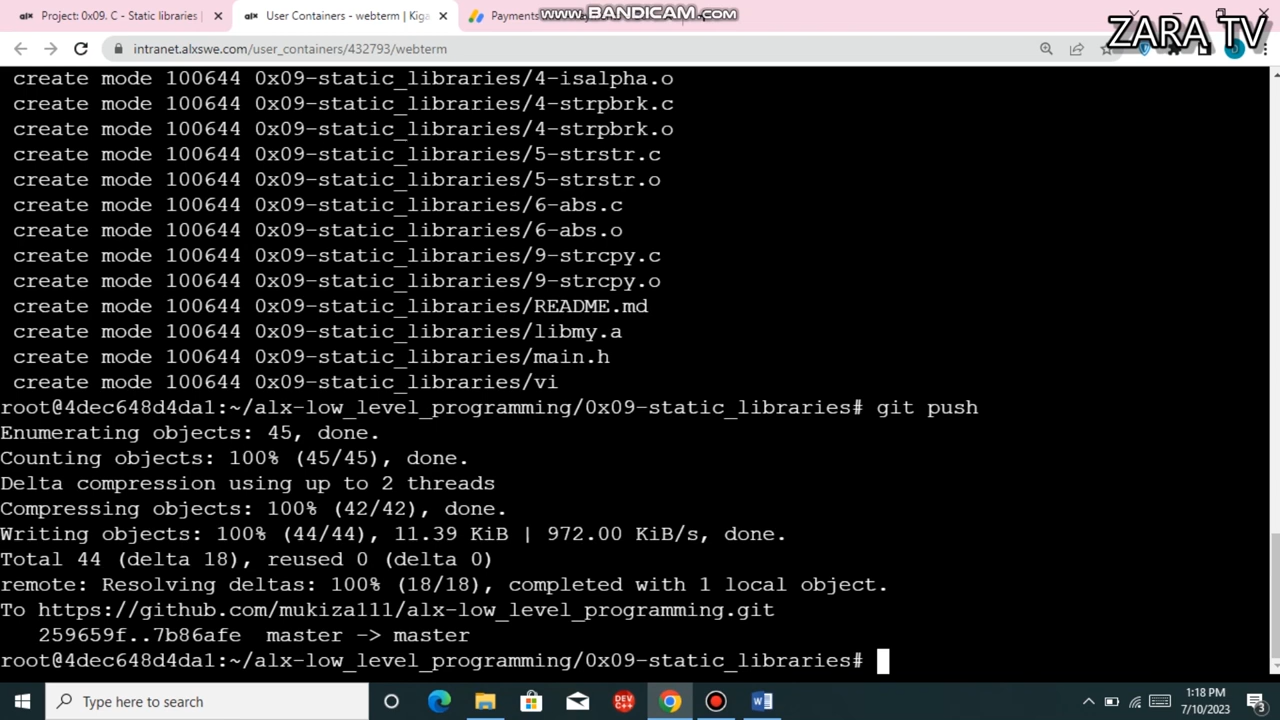 Project: 0x09. C - Static libraries |
User Containers - webterm | Kiga
Payments
www.BANDICAM.com
ZARA TV
intranet.alxswe.com/user_containers/432793/webterm
create mode 100644 0x09-static_libraries/4-isalpha.o
create mode 100644 0x09-static_libraries/4-strpbrk.c
create mode 100644 0x09-static_libraries/4-strpbrk.o
create mode 100644 0x09-static_libraries/5-strstr.c
create mode 100644 0x09-static_libraries/5-strstr.o
create mode 100644 0x09-static_libraries/6-abs.c
create mode 100644 0x09-static_libraries/6-abs.o
create mode 100644 0x09-static_libraries/9-strcpy.c
create mode 100644 0x09-static_libraries/9-strcpy.o
create mode 100644 0x09-static_libraries/README.md
create mode 100644 0x09-static_libraries/libmy.a
create mode 100644 0x09-static_libraries/main.h
create mode 100644 0x09-static_libraries/vi
root@4dec648d4da1:~/alx-low_level_programming/0x09-static_libraries# git push
Enumerating objects: 45, done.
Counting objects: 100% (45/45), done.
Delta compression using up to 2 threads
Compressing objects: 100% (42/42), done.
Writing objects: 100% (44/44), 11.39 KiB | 972.00 KiB/s, done.
Total 44 (delta 18), reused 0 (delta 0)
remote: Resolving deltas: 100% (18/18), completed with 1 local object.
To https://github.com/mukiza111/alx-low_level_programming.git
259659f..7b86afe master -> master
root@4dec648d4da1:~/alx-low_level_programming/0x09-static_libraries#
Type here to search
DEV
C++
1:18 PM
7/10/2023
3